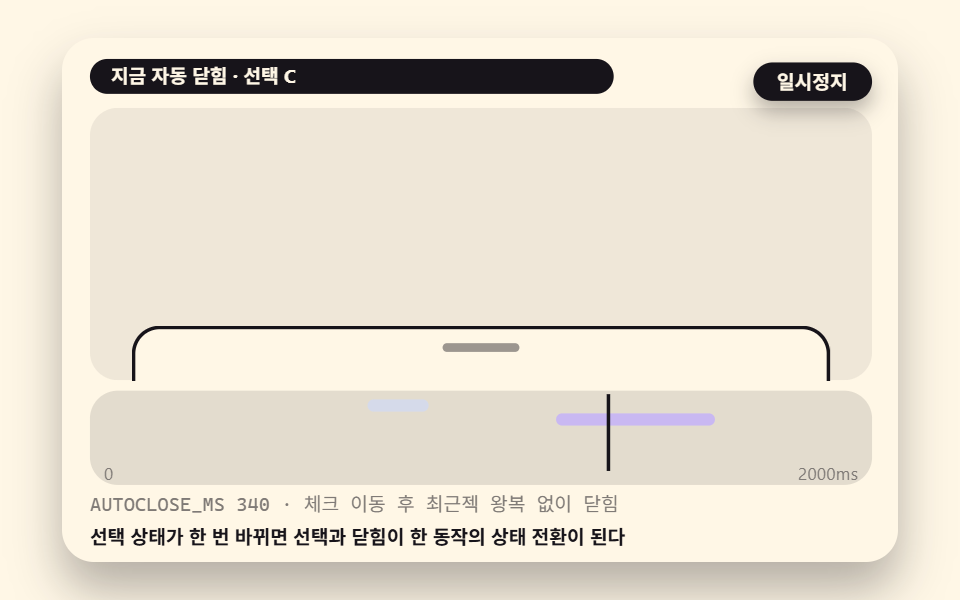 지금 자동 닫힘 · 선택 C
일시정지
0
2000ms
AUTOCLOSE_MS 340 · 체크 이동 후 최근젝 왕복 없이 닫힘
선택 상태가 한 번 바뀌면 선택과 닫힘이 한 동작의 상태 전환이 된다